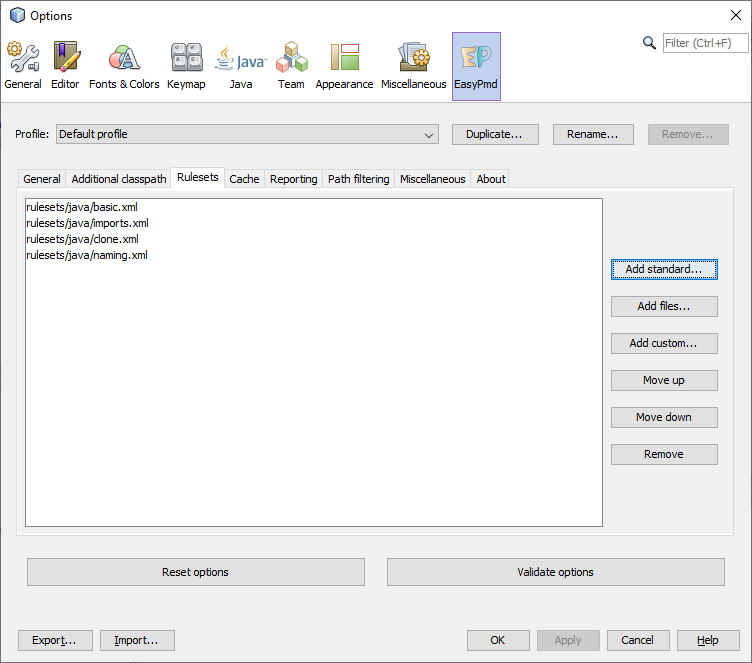 Options
Filter (Ctrl+F)
General Editor Fonts & Colors Keymap Java Team Appearance Miscellaneous EasyPmd
Profile: Default profile Duplicate... Rename... Remove...
General Additional classpath Rulesets Cache Reporting Path filtering Miscellaneous About
rulesets/java/basic.xml
rulesets/java/imports.xml
rulesets/java/clone.xml
rulesets/java/naming.xml
Add standard...
Add files...
Add custom...
Move up
Move down
Remove
Reset options Validate options
Export... Import... OK Apply Cancel Help